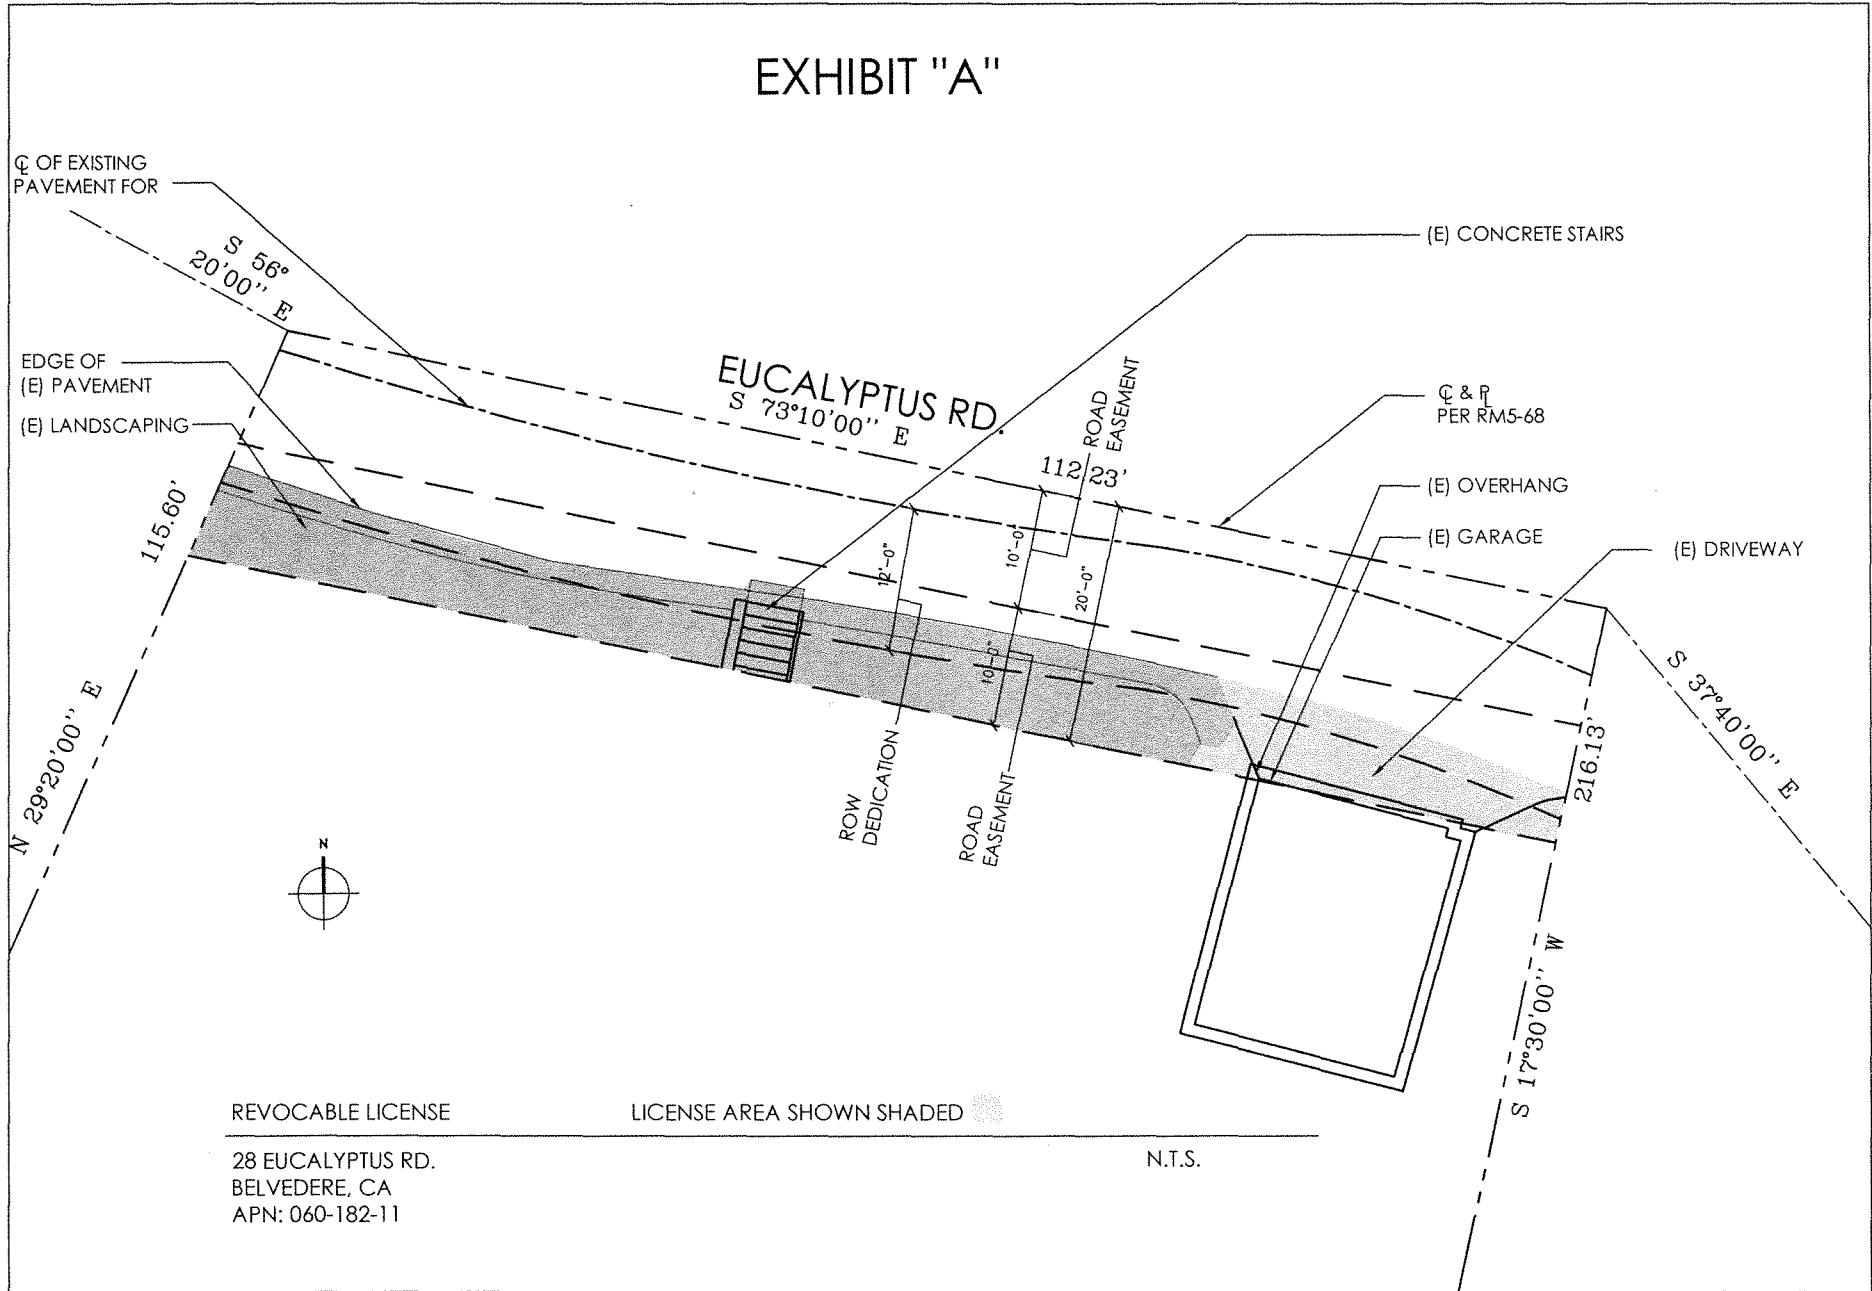 EXHIBIT "A"
℄ OF EXISTING
PAVEMENT FOR
S 56°
20'00'' E
(E) CONCRETE STAIRS
EDGE OF
(E) PAVEMENT
(E) LANDSCAPING
EUCALYPTUS RD.
S 73°10'00'' E
ROAD
EASEMENT
℄ & ⅊
PER RM5-68
112.23'
(E) OVERHANG
(E) GARAGE
(E) DRIVEWAY
115.60'
12'-0"
10'-0"
20'-0"
10'-0"
S 37°40'00'' E
216.13'
N 29°20'00'' E
ROW
DEDICATION
ROAD
EASEMENT
N
S 17°30'00'' W
REVOCABLE LICENSE
LICENSE AREA SHOWN SHADED
28 EUCALYPTUS RD.
BELVEDERE, CA
APN: 060-182-11
N.T.S.